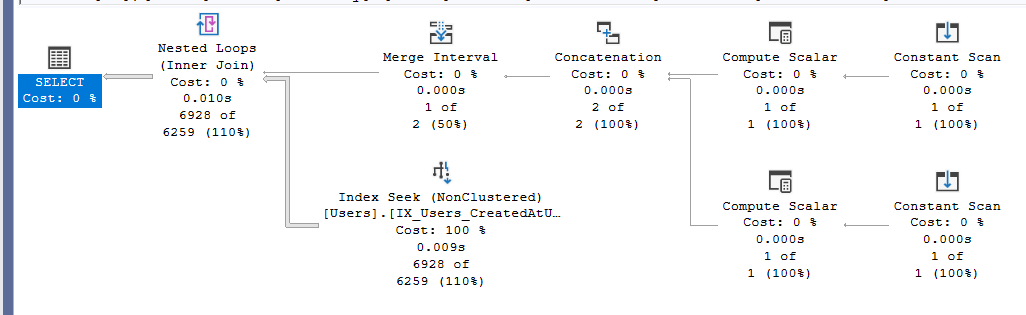 Nested Loops
(Inner Join)
Cost: 0 %
0.010s
6928 of
6259 (110%)
SELECT
Cost: 0 %
Merge Interval
Cost: 0 %
0.000s
1 of
2 (50%)
Concatenation
Cost: 0 %
0.000s
2 of
2 (100%)
Compute Scalar
Cost: 0 %
0.000s
1 of
1 (100%)
Constant Scan
Cost: 0 %
0.000s
1 of
1 (100%)
Index Seek (NonClustered)
[Users].[IX_Users_CreatedAtU…
Cost: 100 %
0.009s
6928 of
6259 (110%)
Compute Scalar
Cost: 0 %
0.000s
1 of
1 (100%)
Constant Scan
Cost: 0 %
0.000s
1 of
1 (100%)